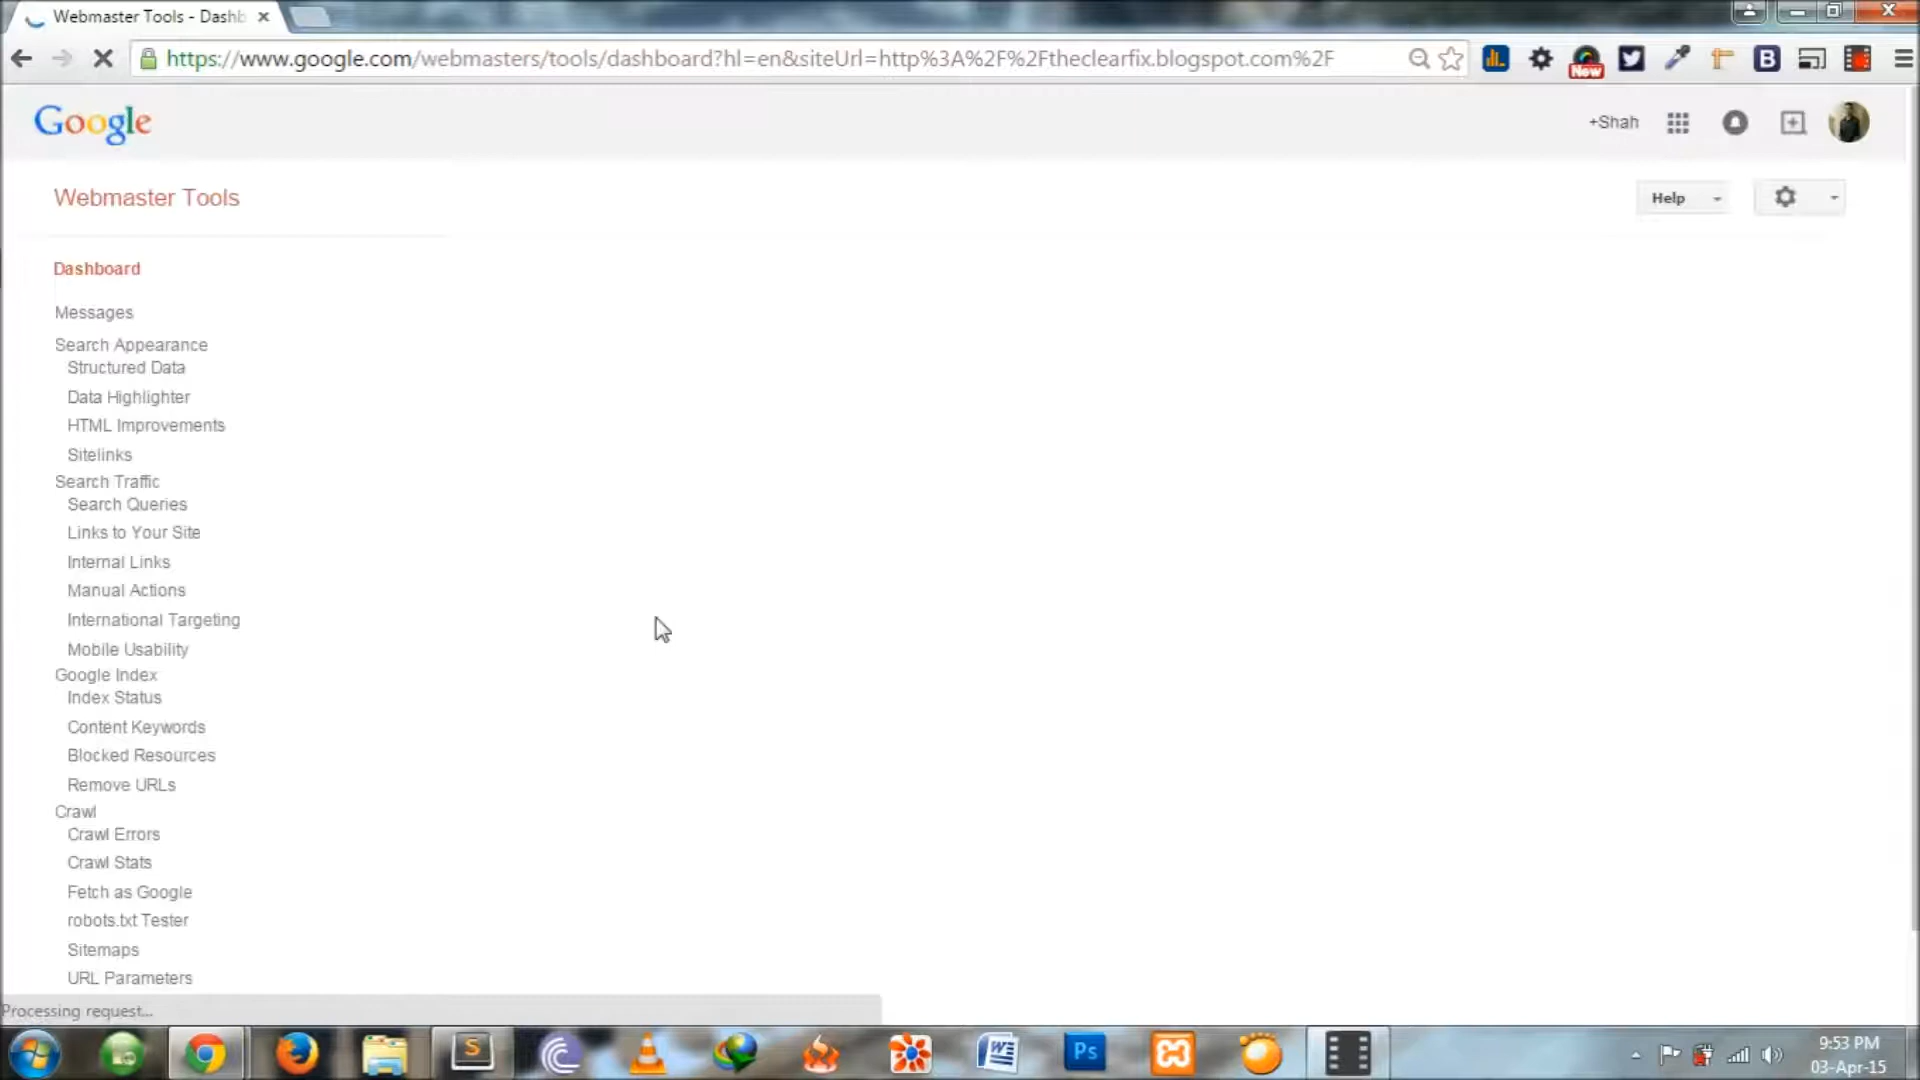 Webmaster Tools - Dashb
https://www.google.com/webmasters/tools/dashboard?hl=en&siteUrl=http%3A%2F%2Ftheclearfix.blogspot.com%2F
New
B
Google
+Shah
Webmaster Tools
Help
Dashboard
Messages
Search Appearance
Structured Data
Data Highlighter
HTML Improvements
Sitelinks
Search Traffic
Search Queries
Links to Your Site
Internal Links
Manual Actions
International Targeting
Mobile Usability
Google Index
Index Status
Content Keywords
Blocked Resources
Remove URLs
Crawl
Crawl Errors
Crawl Stats
Fetch as Google
robots.txt Tester
Sitemaps
URL Parameters
Processing request...
S
W
Ps
9:53 PM
03-Apr-15